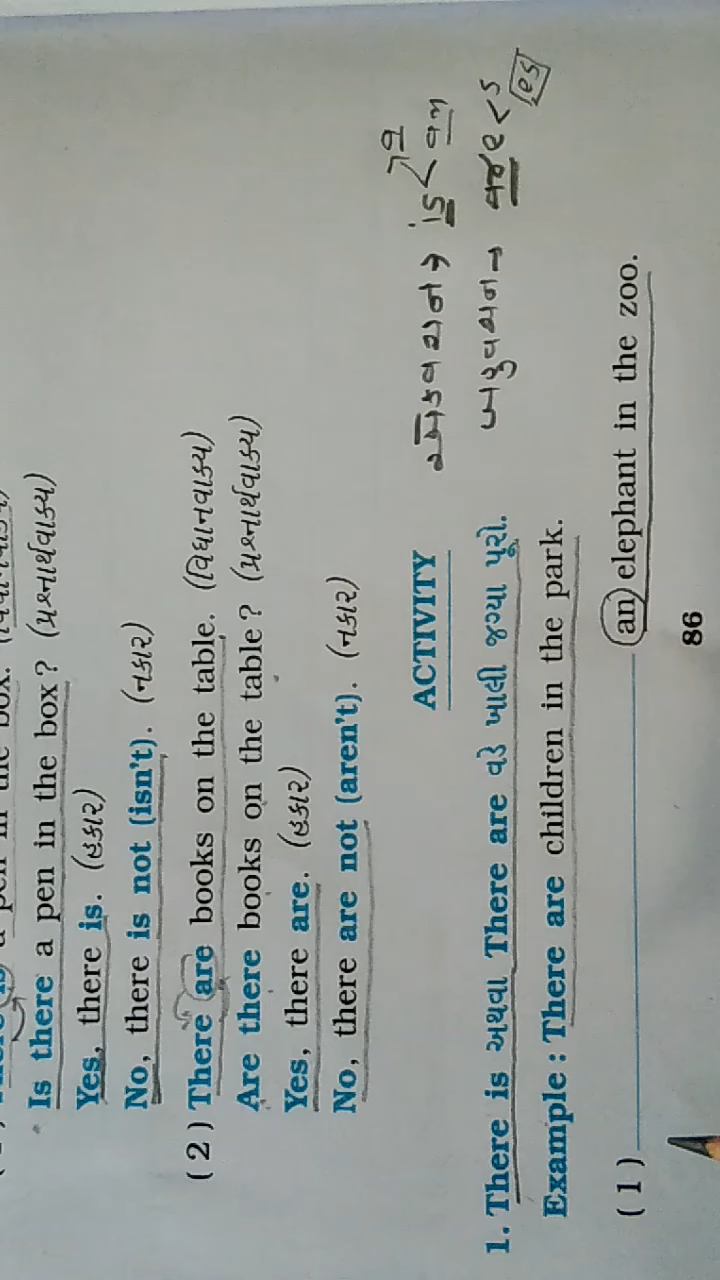 Is there a pen in the box? (પ્રશ્નાર્થવાક્ય)
Yes, there is. (હકાર)
No, there is not (isn't). (નકાર)
(2) There are books on the table. (વિધાનવાક્ય)
Are there books on the table? (પ્રશ્નાર્થવાક્ય)
Yes, there are. (હકાર)
No, there are not (aren't). (નકાર)
ACTIVITY
બહુવચન →
1. There is અથવા There are વડે ખાલી જગ્યા પૂરો.
Example : There are children in the park.
(1) an elephant in the zoo.
86